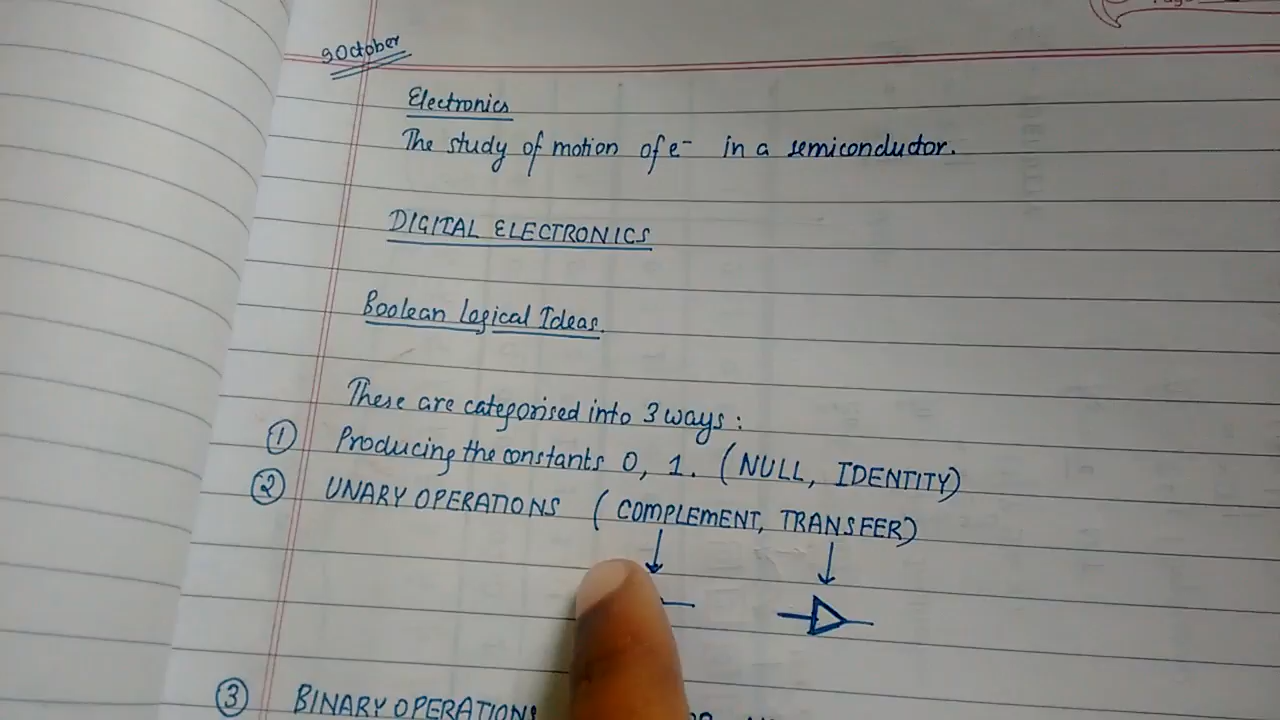 9 October
Electronics
The study of motion of e⁻ in a semiconductor.
DIGITAL ELECTRONICS
Boolean Logical Ideas.
These are categorised into 3 ways :
① Producing the constants 0, 1. (NULL, IDENTITY)
② UNARY OPERATIONS (COMPLEMENT, TRANSFER)
③ BINARY OPERATIONS